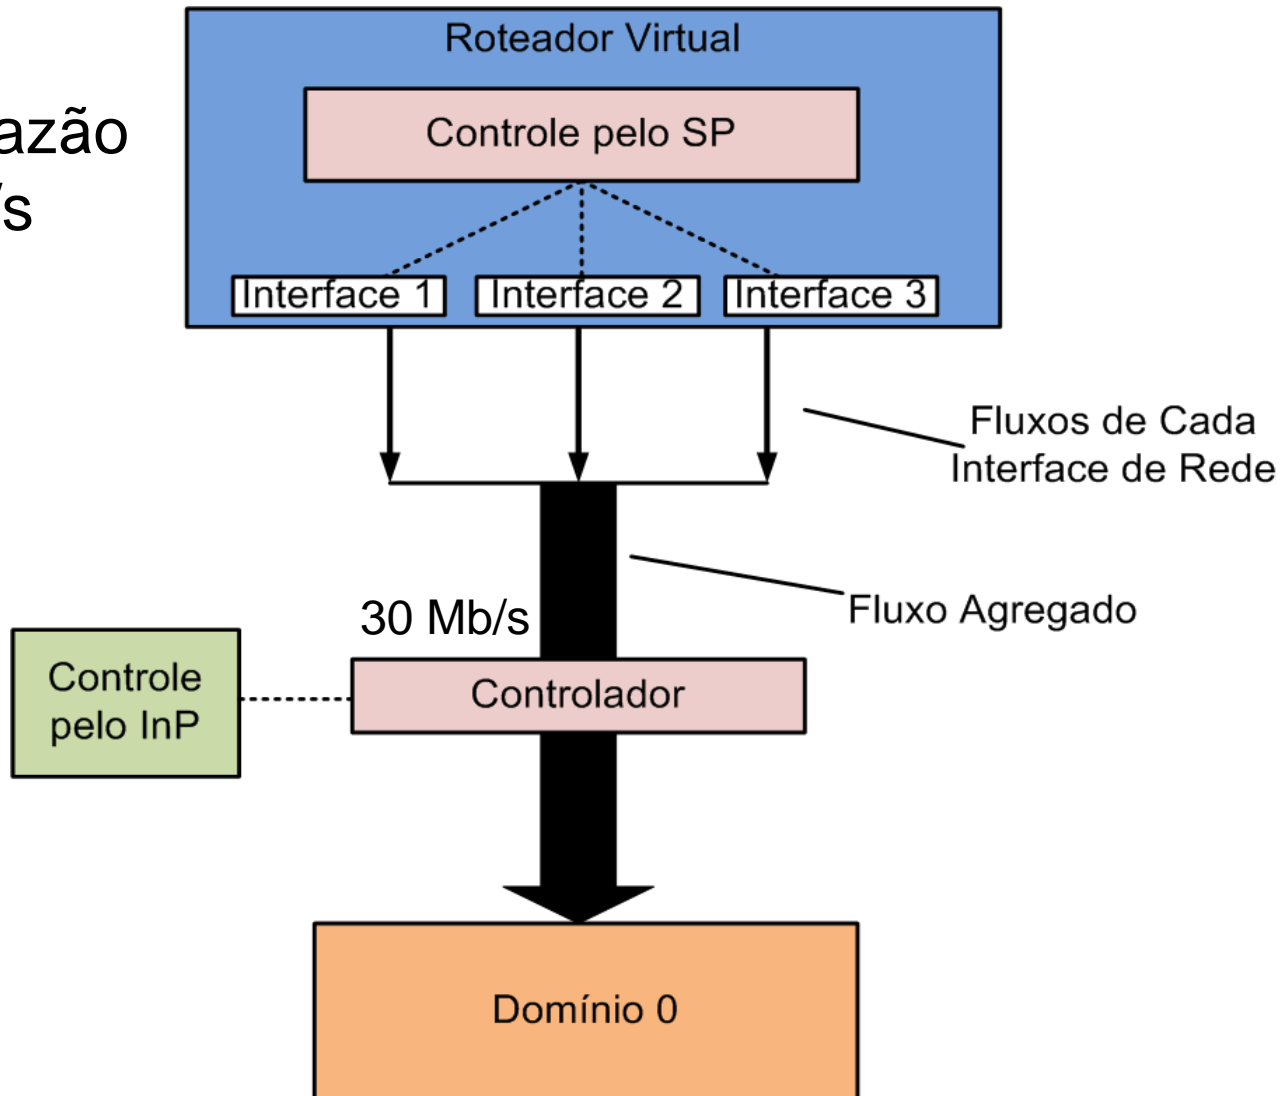 Roteador Virtual
azão
/s
Controle pelo SP
Interface 1
Interface 2
Interface 3
Fluxos de Cada
Interface de Rede
30 Mb/s
Fluxo Agregado
Controle
pelo InP
Controlador
Domínio 0